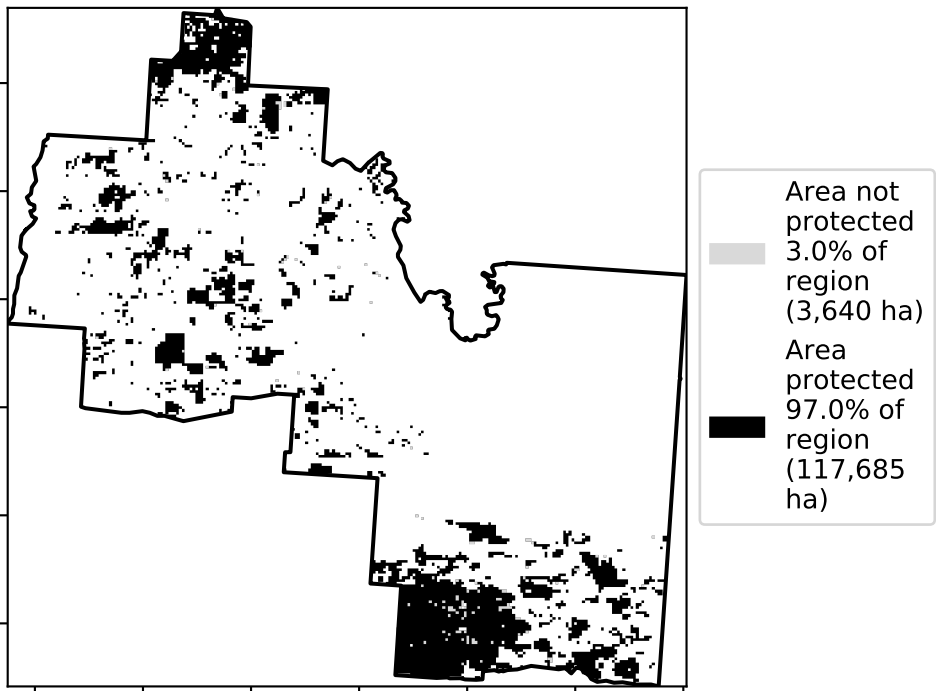 Area not
protected
3.0% of
region
(3,640 ha)
Area
protected
97.0% of
region
(117,685
ha)